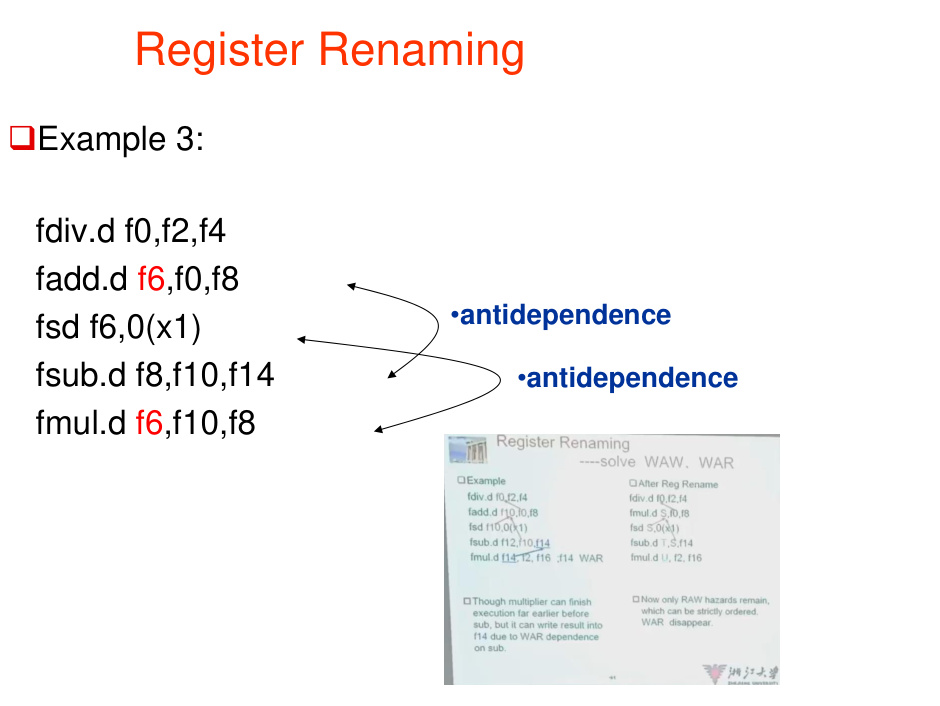 Register Renaming
Example 3:
fdiv.d f0,f2,f4
fadd.d f6,f0,f8
fsd f6,0(x1)
fsub.d f8,f10,f14
fmul.d f6,f10,f8
•antidependence
•antidependence
Register Renaming
----solve WAW, WAR
Example
fdiv.d f0,f2,f4
fadd.d f10,f0,f8
fsd f10,0(x1)
fsub.d f12,f10,f14
fmul.d f14, f2, f16 ;f14 WAR
Though multiplier can finish
execution far earlier before
sub, but it can write result into
f14 due to WAR dependence
on sub.
After Reg Rename
fdiv.d f0,f2,f4
fmul.d S,f0,f8
fsd S,0(x1)
fsub.d T,S,f14
fmul.d U, f2, f16
Now only RAW hazards remain,
which can be strictly ordered.
WAR disappear.
浙江大学